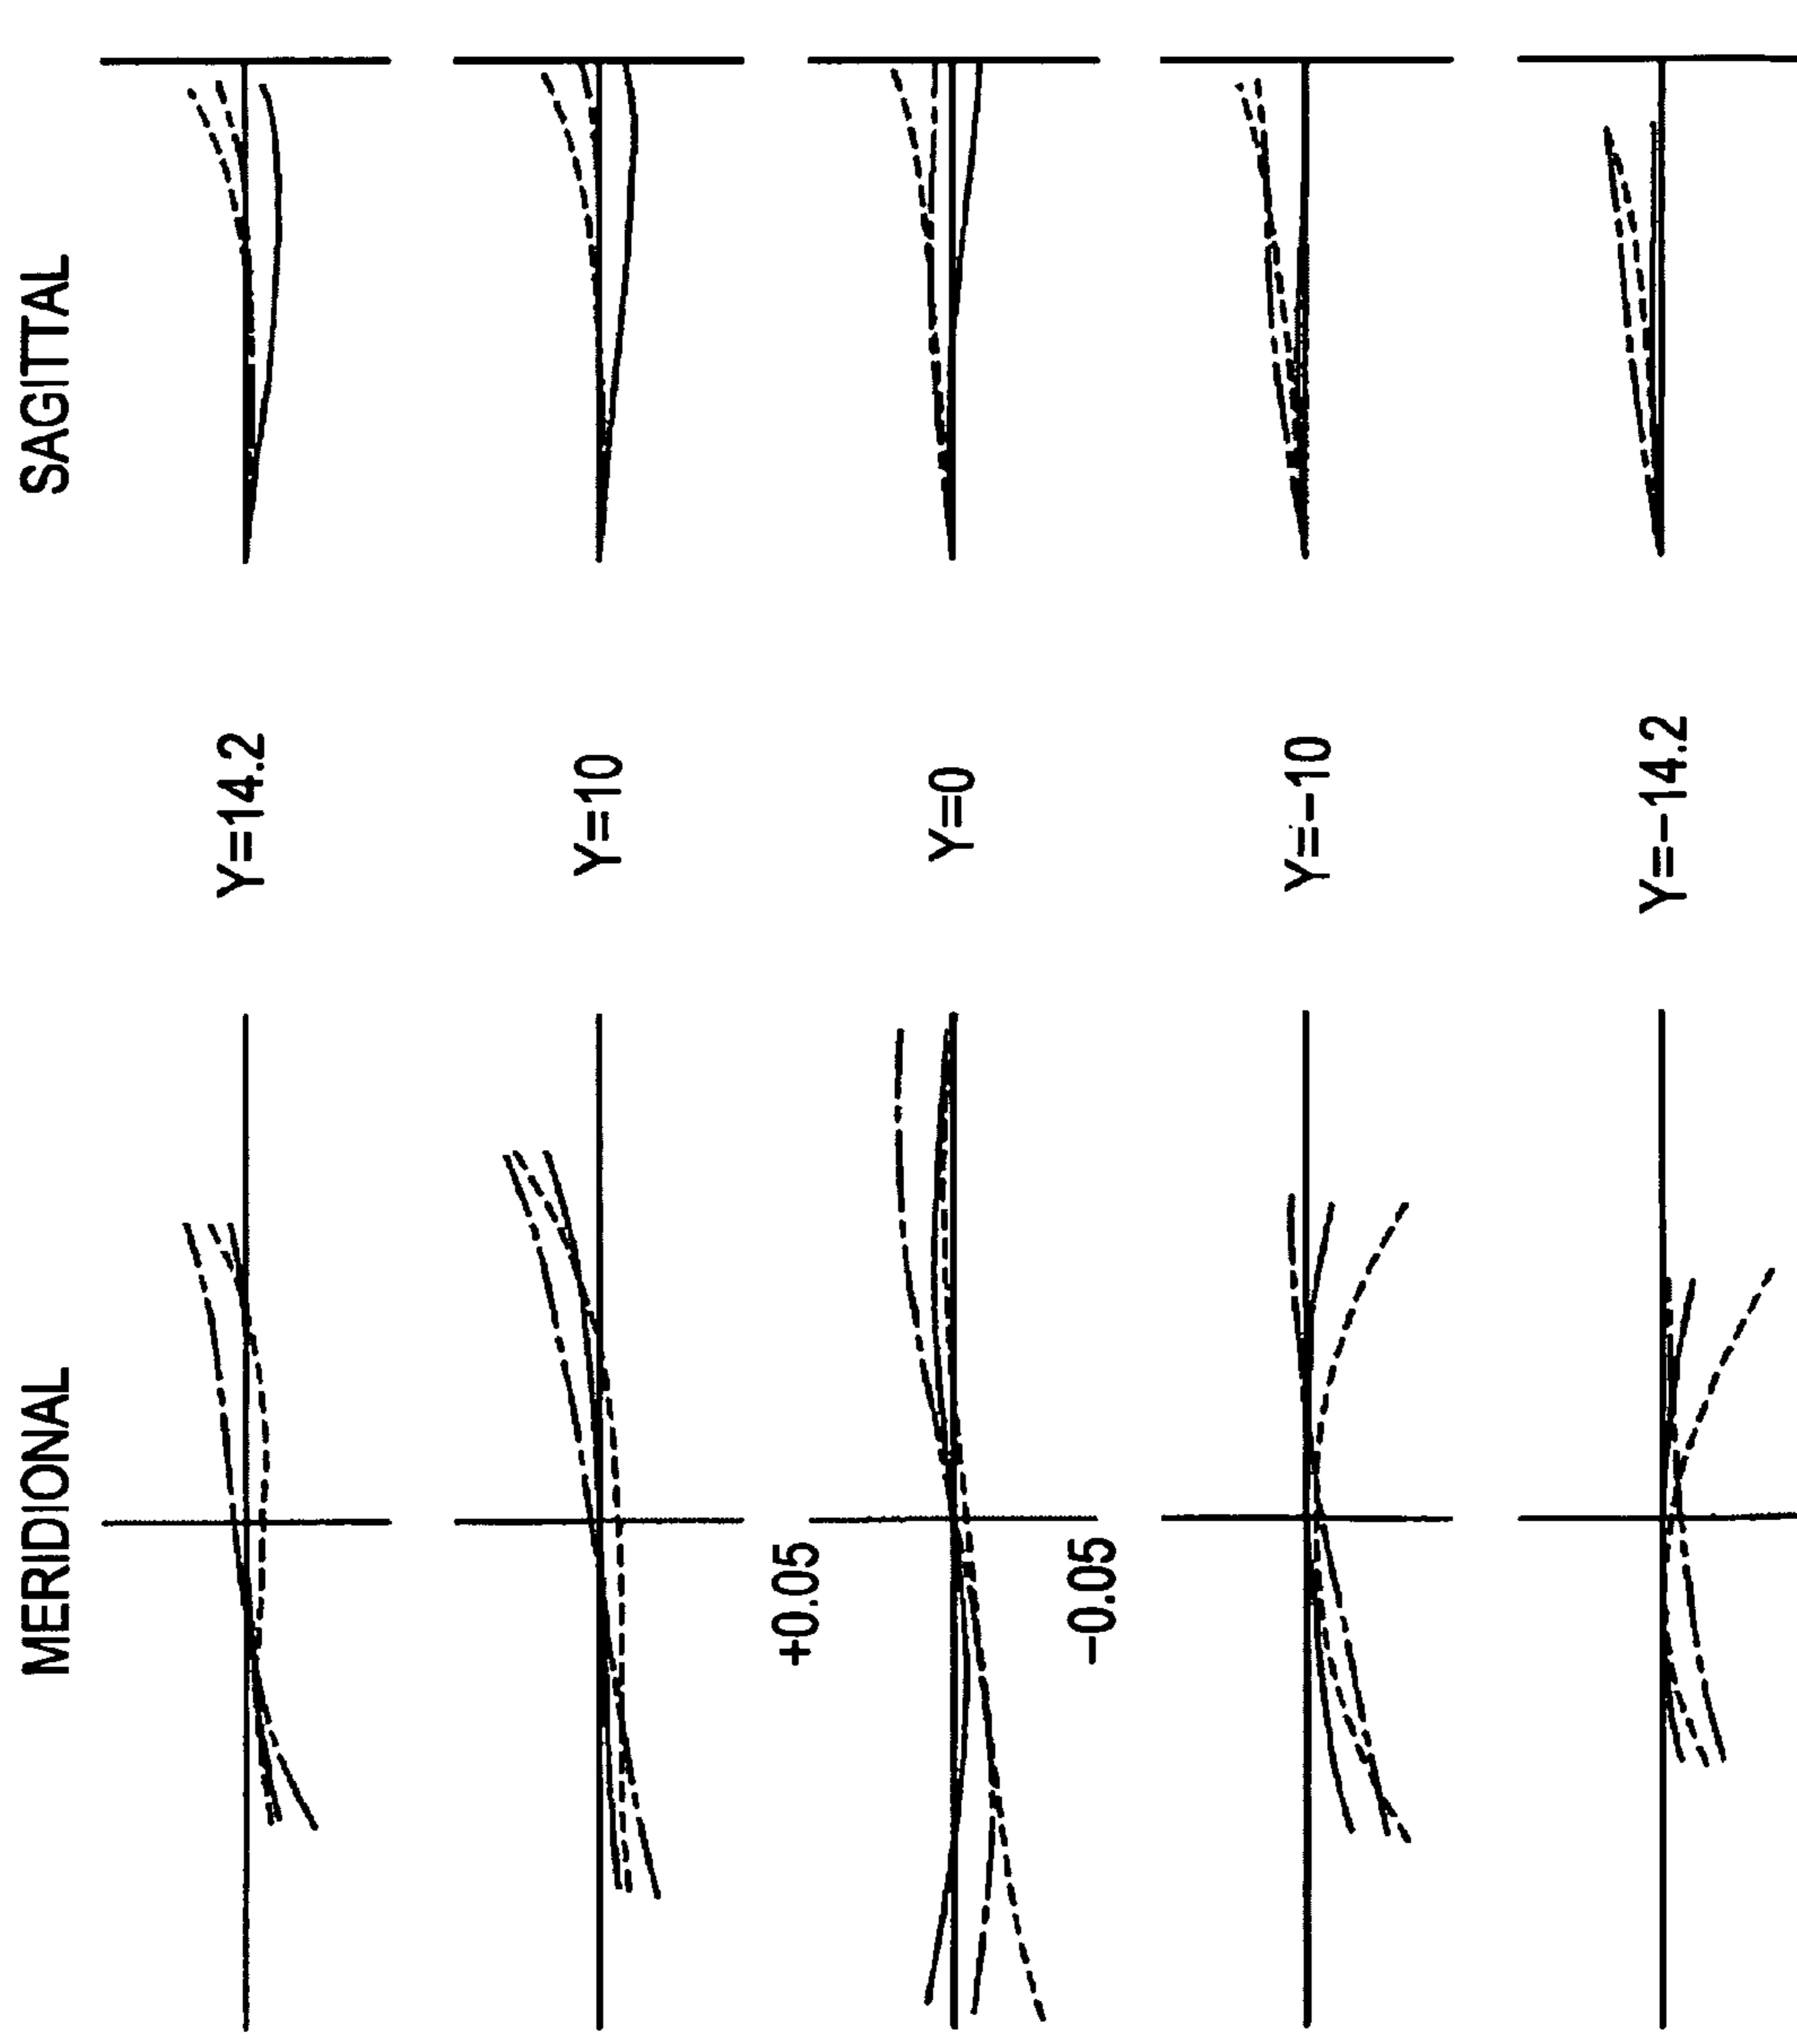 MERIDIONAL
SAGITTAL
Y=14.2
Y=10
+0.05
Y=0
-0.05
Y=-10
Y=-14.2